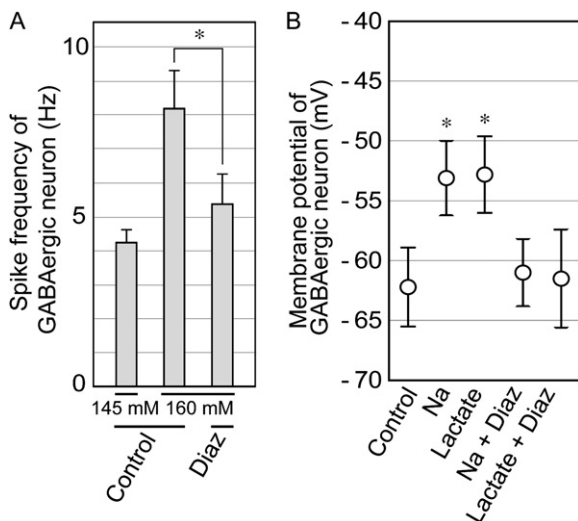 A
Spike frequency of
GABAergic neuron (Hz)
10
5
0
*
145 mM
160 mM
Control
Diaz
B
Membrane potential of
GABAergic neuron (mV)
- 40
- 45
- 50
- 55
- 60
- 65
- 70
*
*
Control
Na
Lactate
Na + Diaz
Lactate + Diaz